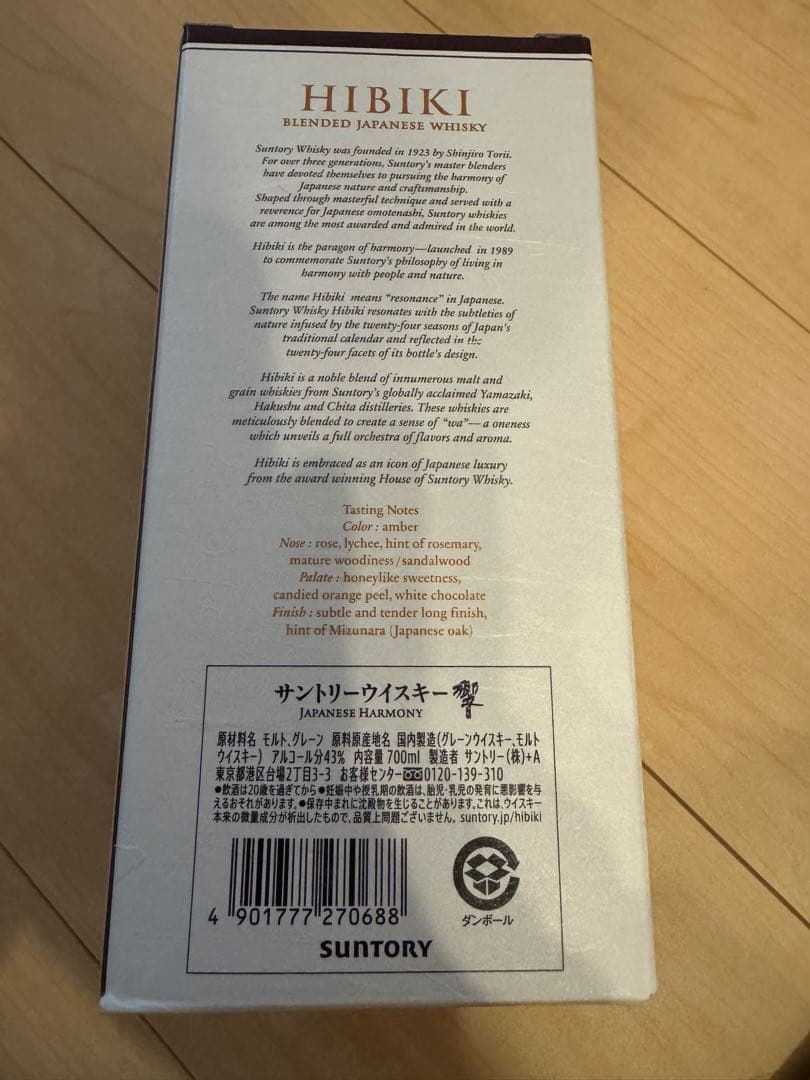 HIBIKI
BLENDED JAPANESE WHISKY
Suntory Whisky was founded in 1923 by Shinjiro Torii.
For over three generations, Suntory's master blenders
have devoted themselves to pursuing the harmony of
Japanese nature and craftsmanship.
Shaped through masterful technique and served with a
reverence for Japanese omotenashi, Suntory whiskies
are among the most awarded and admired in the world.
Hibiki is the paragon of harmony—launched in 1989
to commemorate Suntory's philosophy of living in
harmony with people and nature.
The name Hibiki means "resonance" in Japanese.
Suntory Whisky Hibiki resonates with the subtleties of
nature infused by the twenty-four seasons of Japan's
traditional calendar and reflected in the
twenty-four facets of its bottle's design.
Hibiki is a noble blend of innumerous malt and
grain whiskies from Suntory's globally acclaimed Yamazaki,
Hakushu and Chita distilleries. These whiskies are
meticulously blended to create a sense of "wa"—a oneness
which unveils a full orchestra of flavors and aroma.
Hibiki is embraced as an icon of Japanese luxury
from the award winning House of Suntory Whisky.
Tasting Notes
Color : amber
Nose : rose, lychee, hint of rosemary,
mature woodiness/sandalwood
Palate : honeylike sweetness,
candied orange peel, white chocolate
Finish : subtle and tender long finish,
hint of Mizunara (Japanese oak)
サントリーウイスキー 響
JAPANESE HARMONY
原材料名 モルト、グレーン 原料原産地名 国内製造(グレーンウイスキー、モルト
ウイスキー) アルコール分43% 内容量 700ml 製造者 サントリー(株)+A
東京都港区台場2丁目3-3 お客様センター 0120-139-310
●飲酒は20歳を過ぎてから●妊娠中や授乳期の飲酒は、胎児・乳児の発育に悪影響を与
えるおそれがあります。●保存中まれに沈殿物を生じることがあります。これは、ウイスキー
本来の微量成分が析出したもので、品質上問題ございません。suntory.jp/hibiki
4 901777 270688
ダンボール
SUNTORY